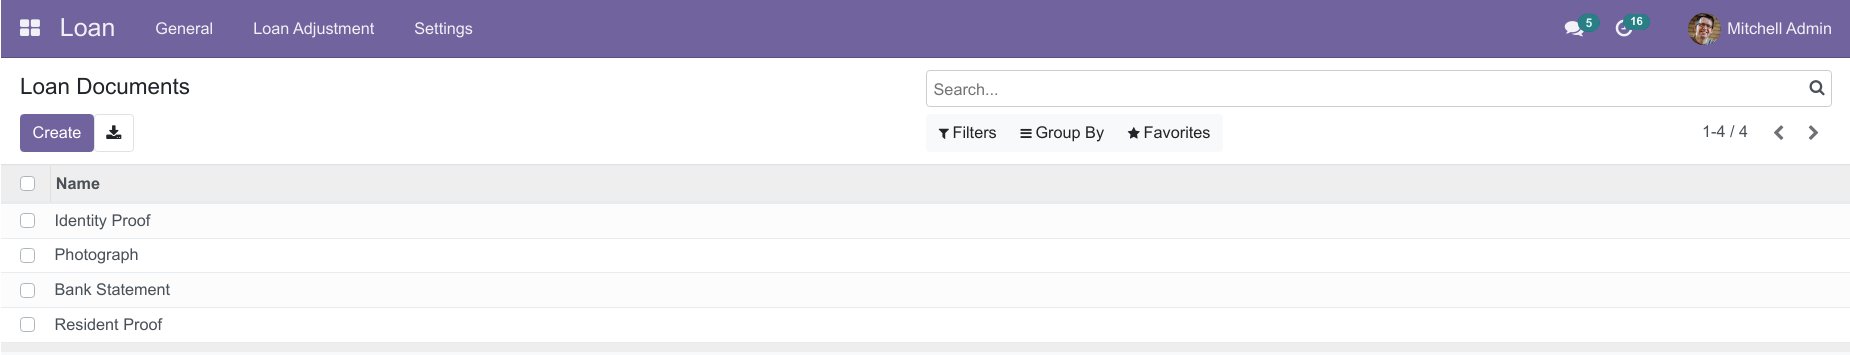 Loan General Loan Adjustment Settings 5 16 Mitchell Admin
Loan Documents Search...
Create Filters Group By Favorites 1-4 / 4
Name
Identity Proof
Photograph
Bank Statement
Resident Proof